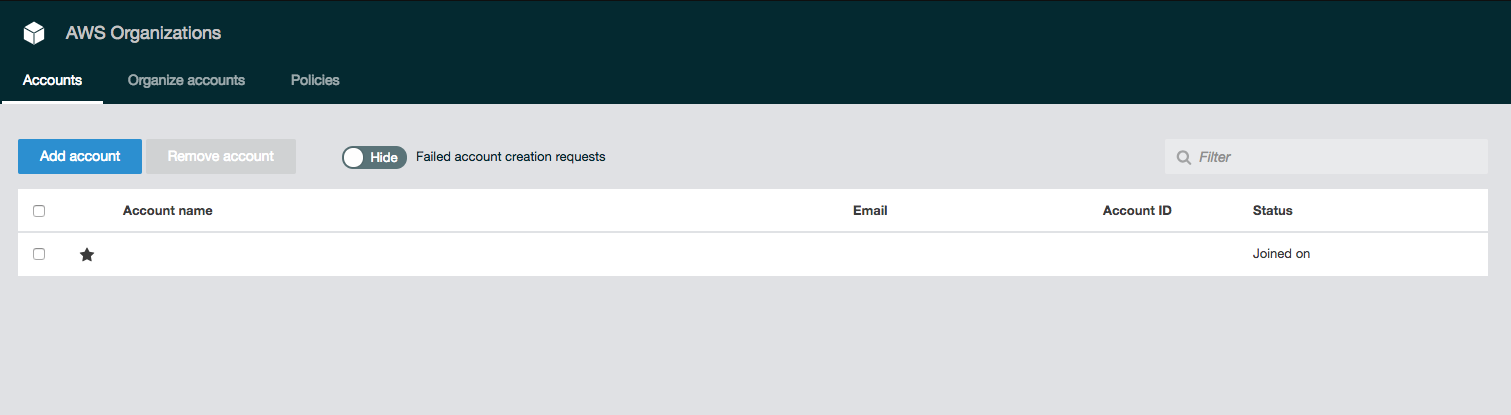 AWS Organizations
Accounts Organize accounts Policies
Add account Remove account Hide Failed account creation requests Filter
Account name Email Account ID Status
Joined on